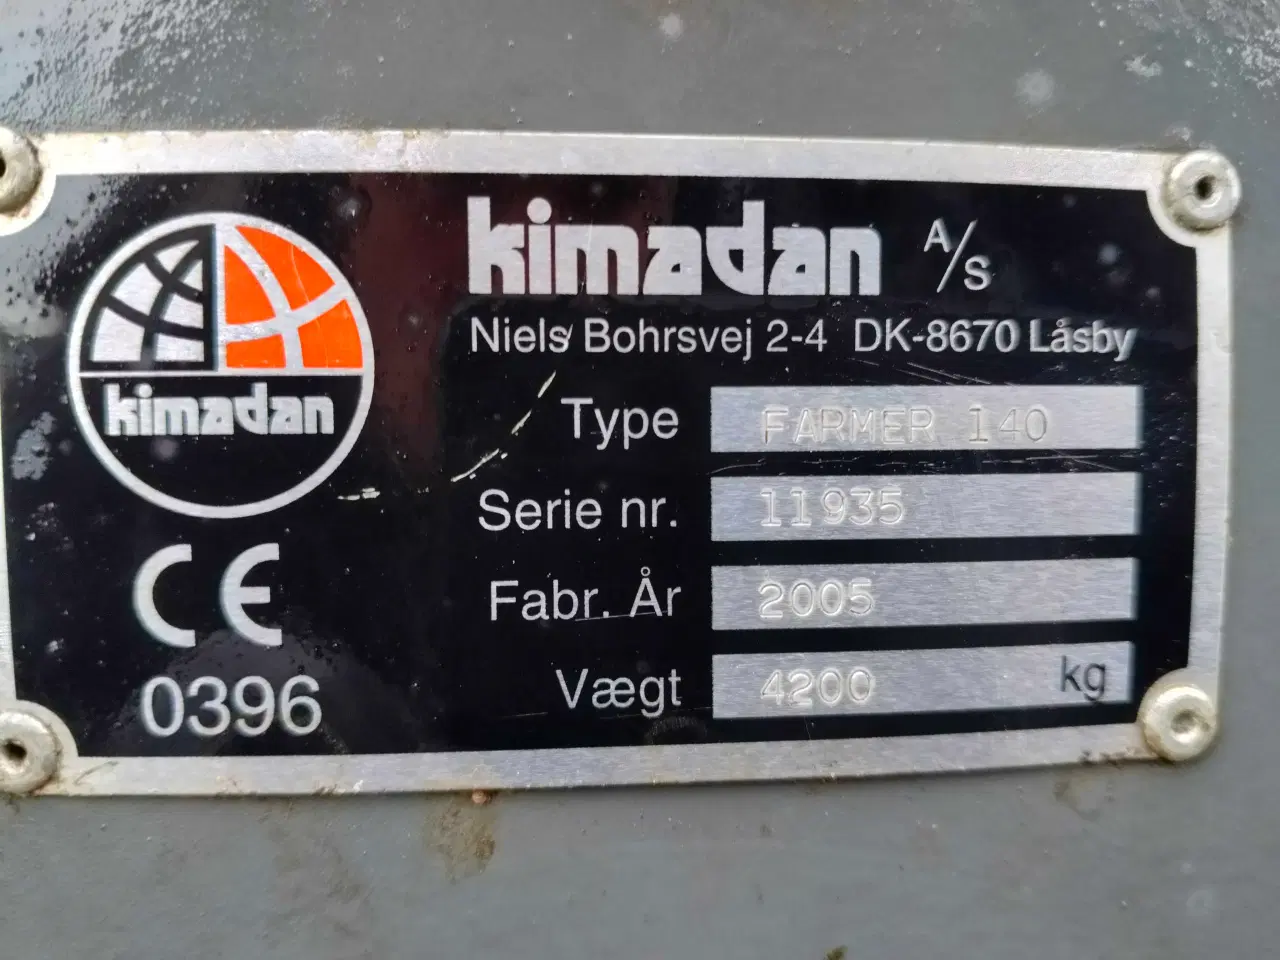 kimadan A/S
Niels Bohrsvej 2-4 DK-8670 Låsby
kimadan
Type FARMER 140
Serie nr. 11935
Fabr. År 2005
Vægt 4200 kg
CE
0396